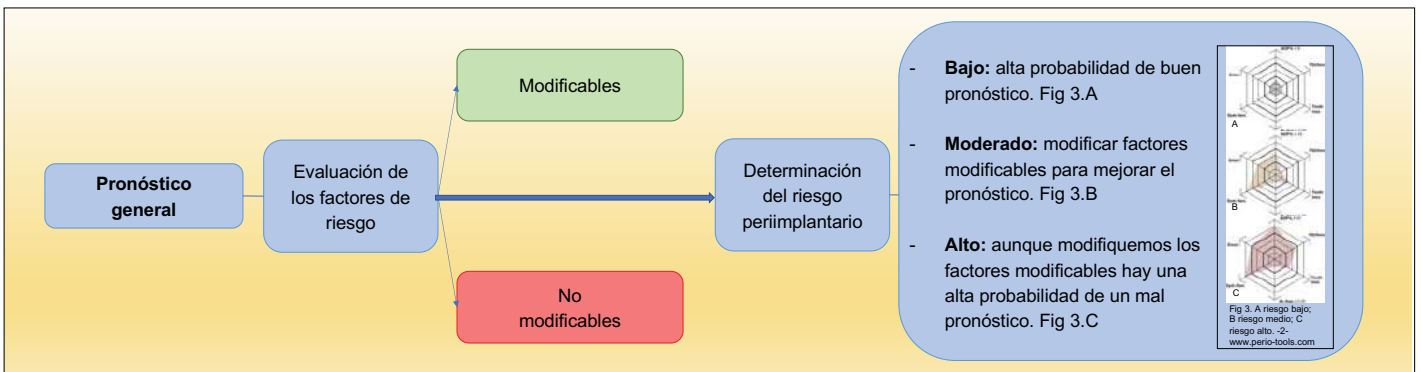 Pronóstico
general
Evaluación de
los factores de
riesgo
Modificables
No
modificables
Determinación
del riesgo
periimplantario
- Bajo: alta probabilidad de buen
pronóstico. Fig 3.A
- Moderado: modificar factores
modificables para mejorar el
pronóstico. Fig 3.B
- Alto: aunque modifiquemos los
factores modificables hay una
alta probabilidad de un mal
pronóstico. Fig 3.C
A
B
C
Fig 3. A riesgo bajo;
B riesgo medio; C
riesgo alto. -2-
www.perio-tools.com